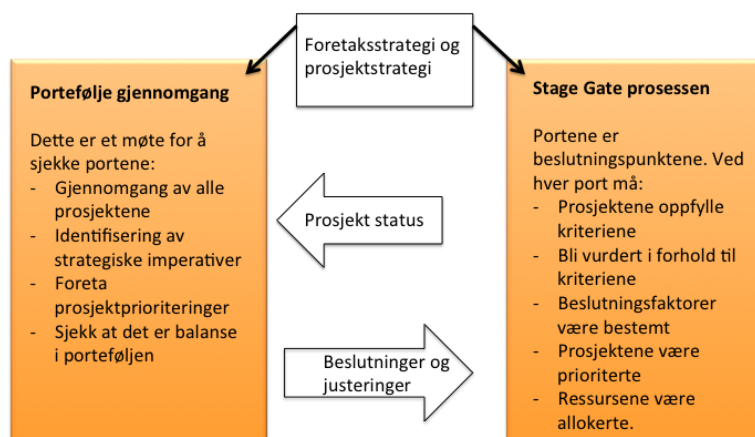 Foretaksstrategi og
prosjektstrategi
Portefølje gjennomgang
Dette er et møte for å
sjekke portene:
- Gjennomgang av alle
prosjektene
- Identifisering av
strategiske imperativer
- Foreta
prosjektprioriteringer
- Sjekk at det er balanse
i porteføljen
Prosjekt status
Beslutninger og
justeringer
Stage Gate prosessen
Portene er
beslutningspunktene. Ved
hver port må:
- Prosjektene oppfylle
kriteriene
- Bli vurdert i forhold til
kriteriene
- Beslutningsfaktorer
være bestemt
- Prosjektene være
prioriterte
- Ressursene være
allokerte.